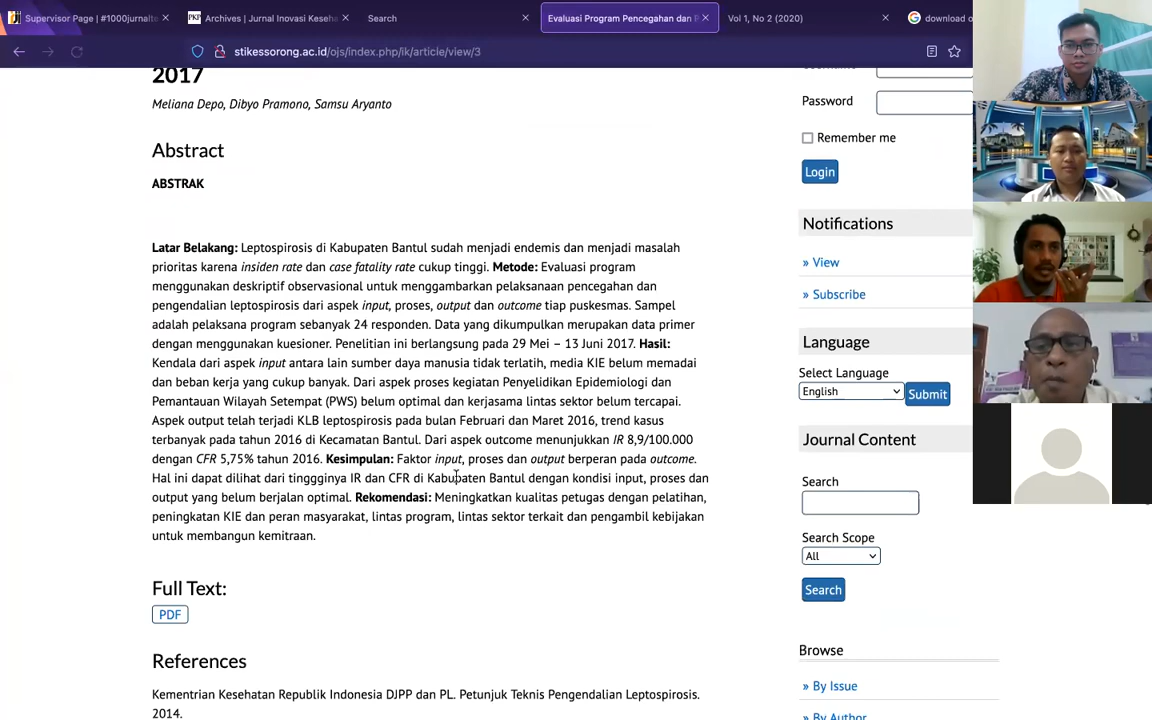 Supervisor Page | #1000jurnalte
Archives | Jurnal Inovasi Keseha
Search
Evaluasi Program Pencegahan dan P
Vol 1, No 2 (2020)
download o
stikessorong.ac.id/ojs/index.php/ik/article/view/3
2017
Meliana Depo, Dibyo Pramono, Samsu Aryanto
Abstract
ABSTRAK
Latar Belakang: Leptospirosis di Kabupaten Bantul sudah menjadi endemis dan menjadi masalah
prioritas karena insiden rate dan case fatality rate cukup tinggi. Metode: Evaluasi program
menggunakan deskriptif observasional untuk menggambarkan pelaksanaan pencegahan dan
pengendalian leptospirosis dari aspek input, proses, output dan outcome tiap puskesmas. Sampel
adalah pelaksana program sebanyak 24 responden. Data yang dikumpulkan merupakan data primer
dengan menggunakan kuesioner. Penelitian ini berlangsung pada 29 Mei – 13 Juni 2017. Hasil:
Kendala dari aspek input antara lain sumber daya manusia tidak terlatih, media KIE belum memadai
dan beban kerja yang cukup banyak. Dari aspek proses kegiatan Penyelidikan Epidemiologi dan
Pemantauan Wilayah Setempat (PWS) belum optimal dan kerjasama lintas sektor belum tercapai.
Aspek output telah terjadi KLB leptospirosis pada bulan Februari dan Maret 2016, trend kasus
terbanyak pada tahun 2016 di Kecamatan Bantul. Dari aspek outcome menunjukkan IR 8,9/100.000
dengan CFR 5,75% tahun 2016. Kesimpulan: Faktor input, proses dan output berperan pada outcome.
Hal ini dapat dilihat dari tinggginya IR dan CFR di Kabupaten Bantul dengan kondisi input, proses dan
output yang belum berjalan optimal. Rekomendasi: Meningkatkan kualitas petugas dengan pelatihan,
peningkatan KIE dan peran masyarakat, lintas program, lintas sektor terkait dan pengambil kebijakan
untuk membangun kemitraan.
Full Text:
PDF
References
Kementrian Kesehatan Republik Indonesia DJPP dan PL. Petunjuk Teknis Pengendalian Leptospirosis.
2014.
Password
Remember me
Login
Notifications
» View
» Subscribe
Language
Select Language
English
Submit
Journal Content
Search
Search Scope
All
Search
Browse
» By Issue
» By Author